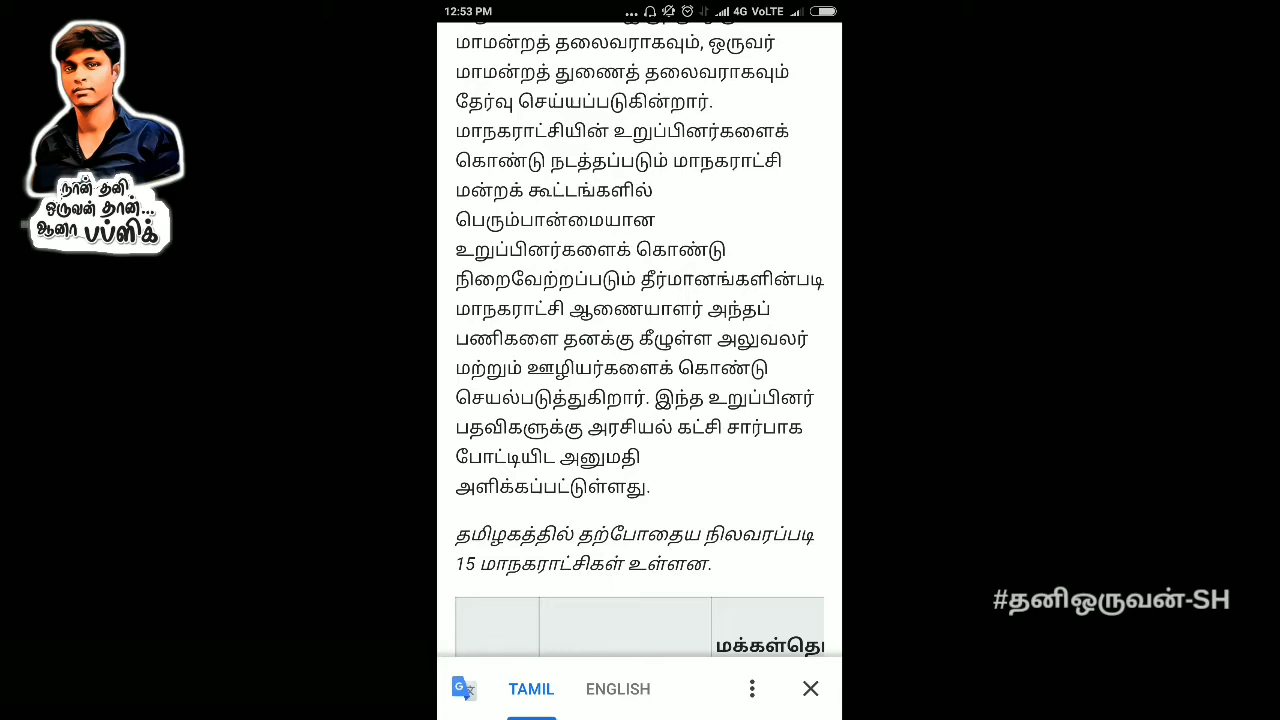 12:53 PM
4G VoLTE
மாமன்றத் தலைவராகவும், ஒருவர்
மாமன்றத் துணைத் தலைவராகவும்
தேர்வு செய்யப்படுகின்றார்.
மாநகராட்சியின் உறுப்பினர்களைக்
கொண்டு நடத்தப்படும் மாநகராட்சி
மன்றக் கூட்டங்களில்
பெரும்பான்மையான
உறுப்பினர்களைக் கொண்டு
நிறைவேற்றப்படும் தீர்மானங்களின்படி
மாநகராட்சி ஆணையாளர் அந்தப்
பணிகளை தனக்கு கீழுள்ள அலுவலர்
மற்றும் ஊழியர்களைக் கொண்டு
செயல்படுத்துகிறார். இந்த உறுப்பினர்
பதவிகளுக்கு அரசியல் கட்சி சார்பாக
போட்டியிட அனுமதி
அளிக்கப்பட்டுள்ளது.
தமிழகத்தில் தற்போதைய நிலவரப்படி
15 மாநகராட்சிகள் உள்ளன.
மக்கள்தெ
TAMIL ENGLISH
நான் தனி
ஒருவன் தான்...
ஆனா பப்ளிக்
#தனிஒருவன்-SH